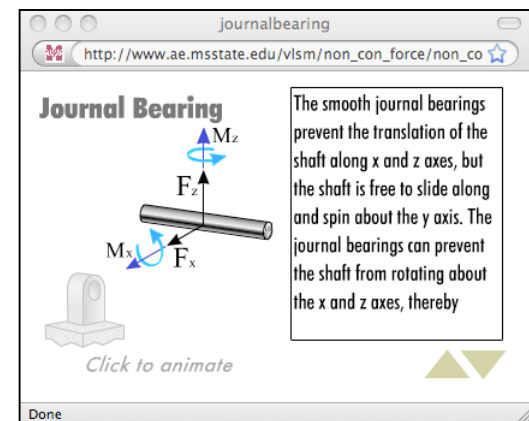 journalbearing
http://www.ae.msstate.edu/vlsm/non_con_force/non_co
Journal Bearing
Mz
Fz
Mx
Fx
Click to animate
The smooth journal bearings
prevent the translation of the
shaft along x and z axes, but
the shaft is free to slide along
and spin about the y axis. The
journal bearings can prevent
the shaft from rotating about
the x and z axes, thereby
Done